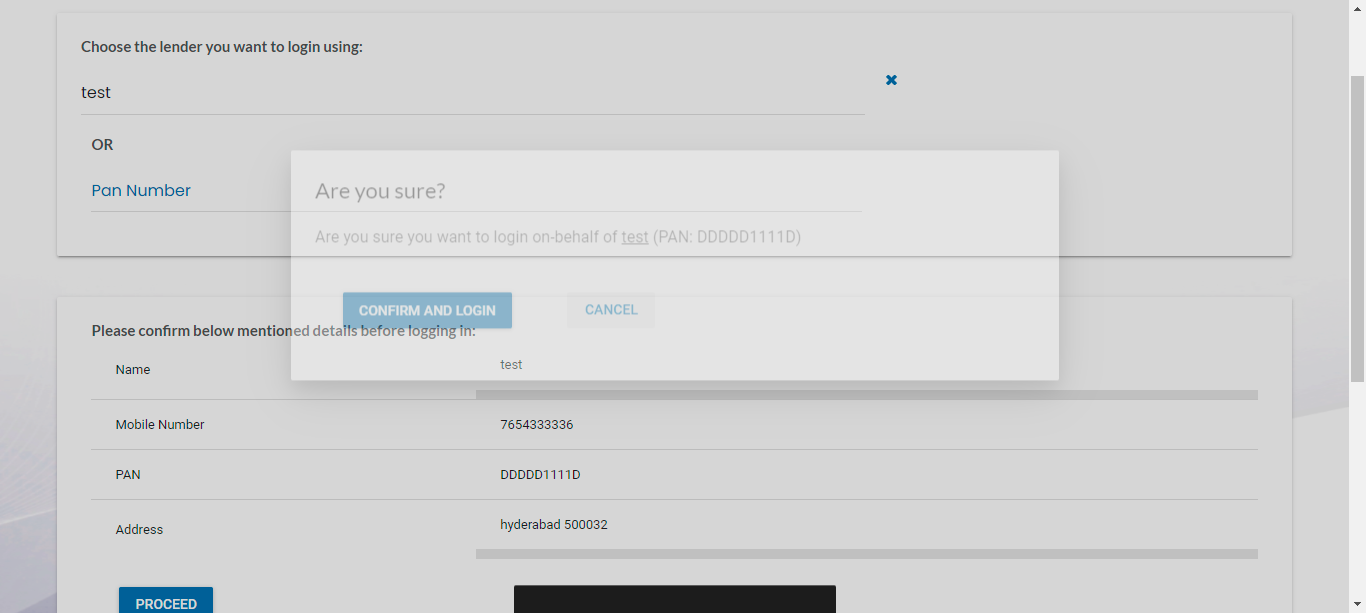 Choose the lender you want to login using:
test
OR
Pan Number
Are you sure?
Are you sure you want to login on-behalf of test (PAN: DDDDD1111D)
CONFIRM AND LOGIN
CANCEL
Please confirm below mentioned details before logging in:
Name
test
Mobile Number
7654333336
PAN
DDDDD1111D
Address
hyderabad 500032
PROCEED